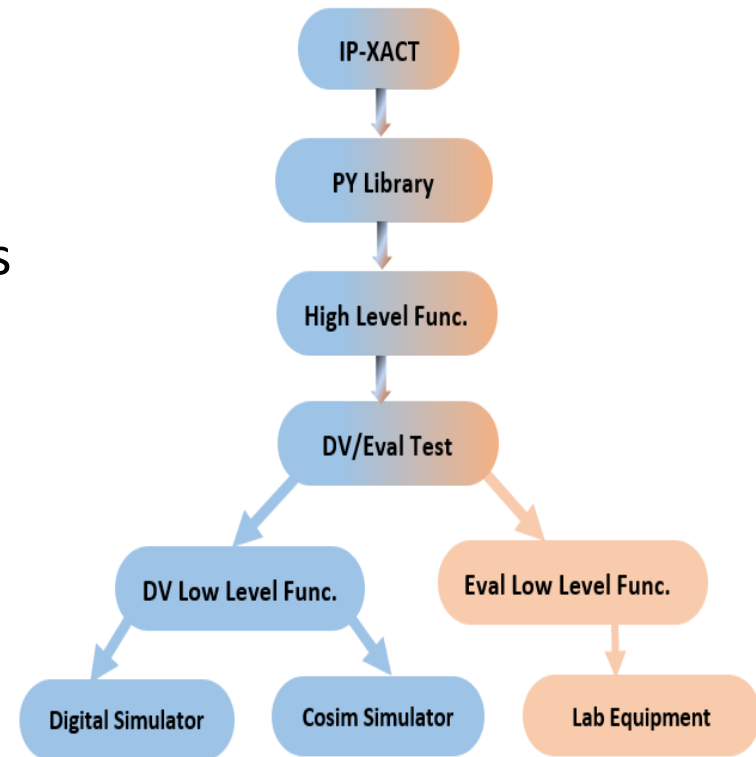 IP-XACT
PY Library
s
High Level Func.
DV/Eval Test
DV Low Level Func.
Eval Low Level Func.
Digital Simulator
Cosim Simulator
Lab Equipment